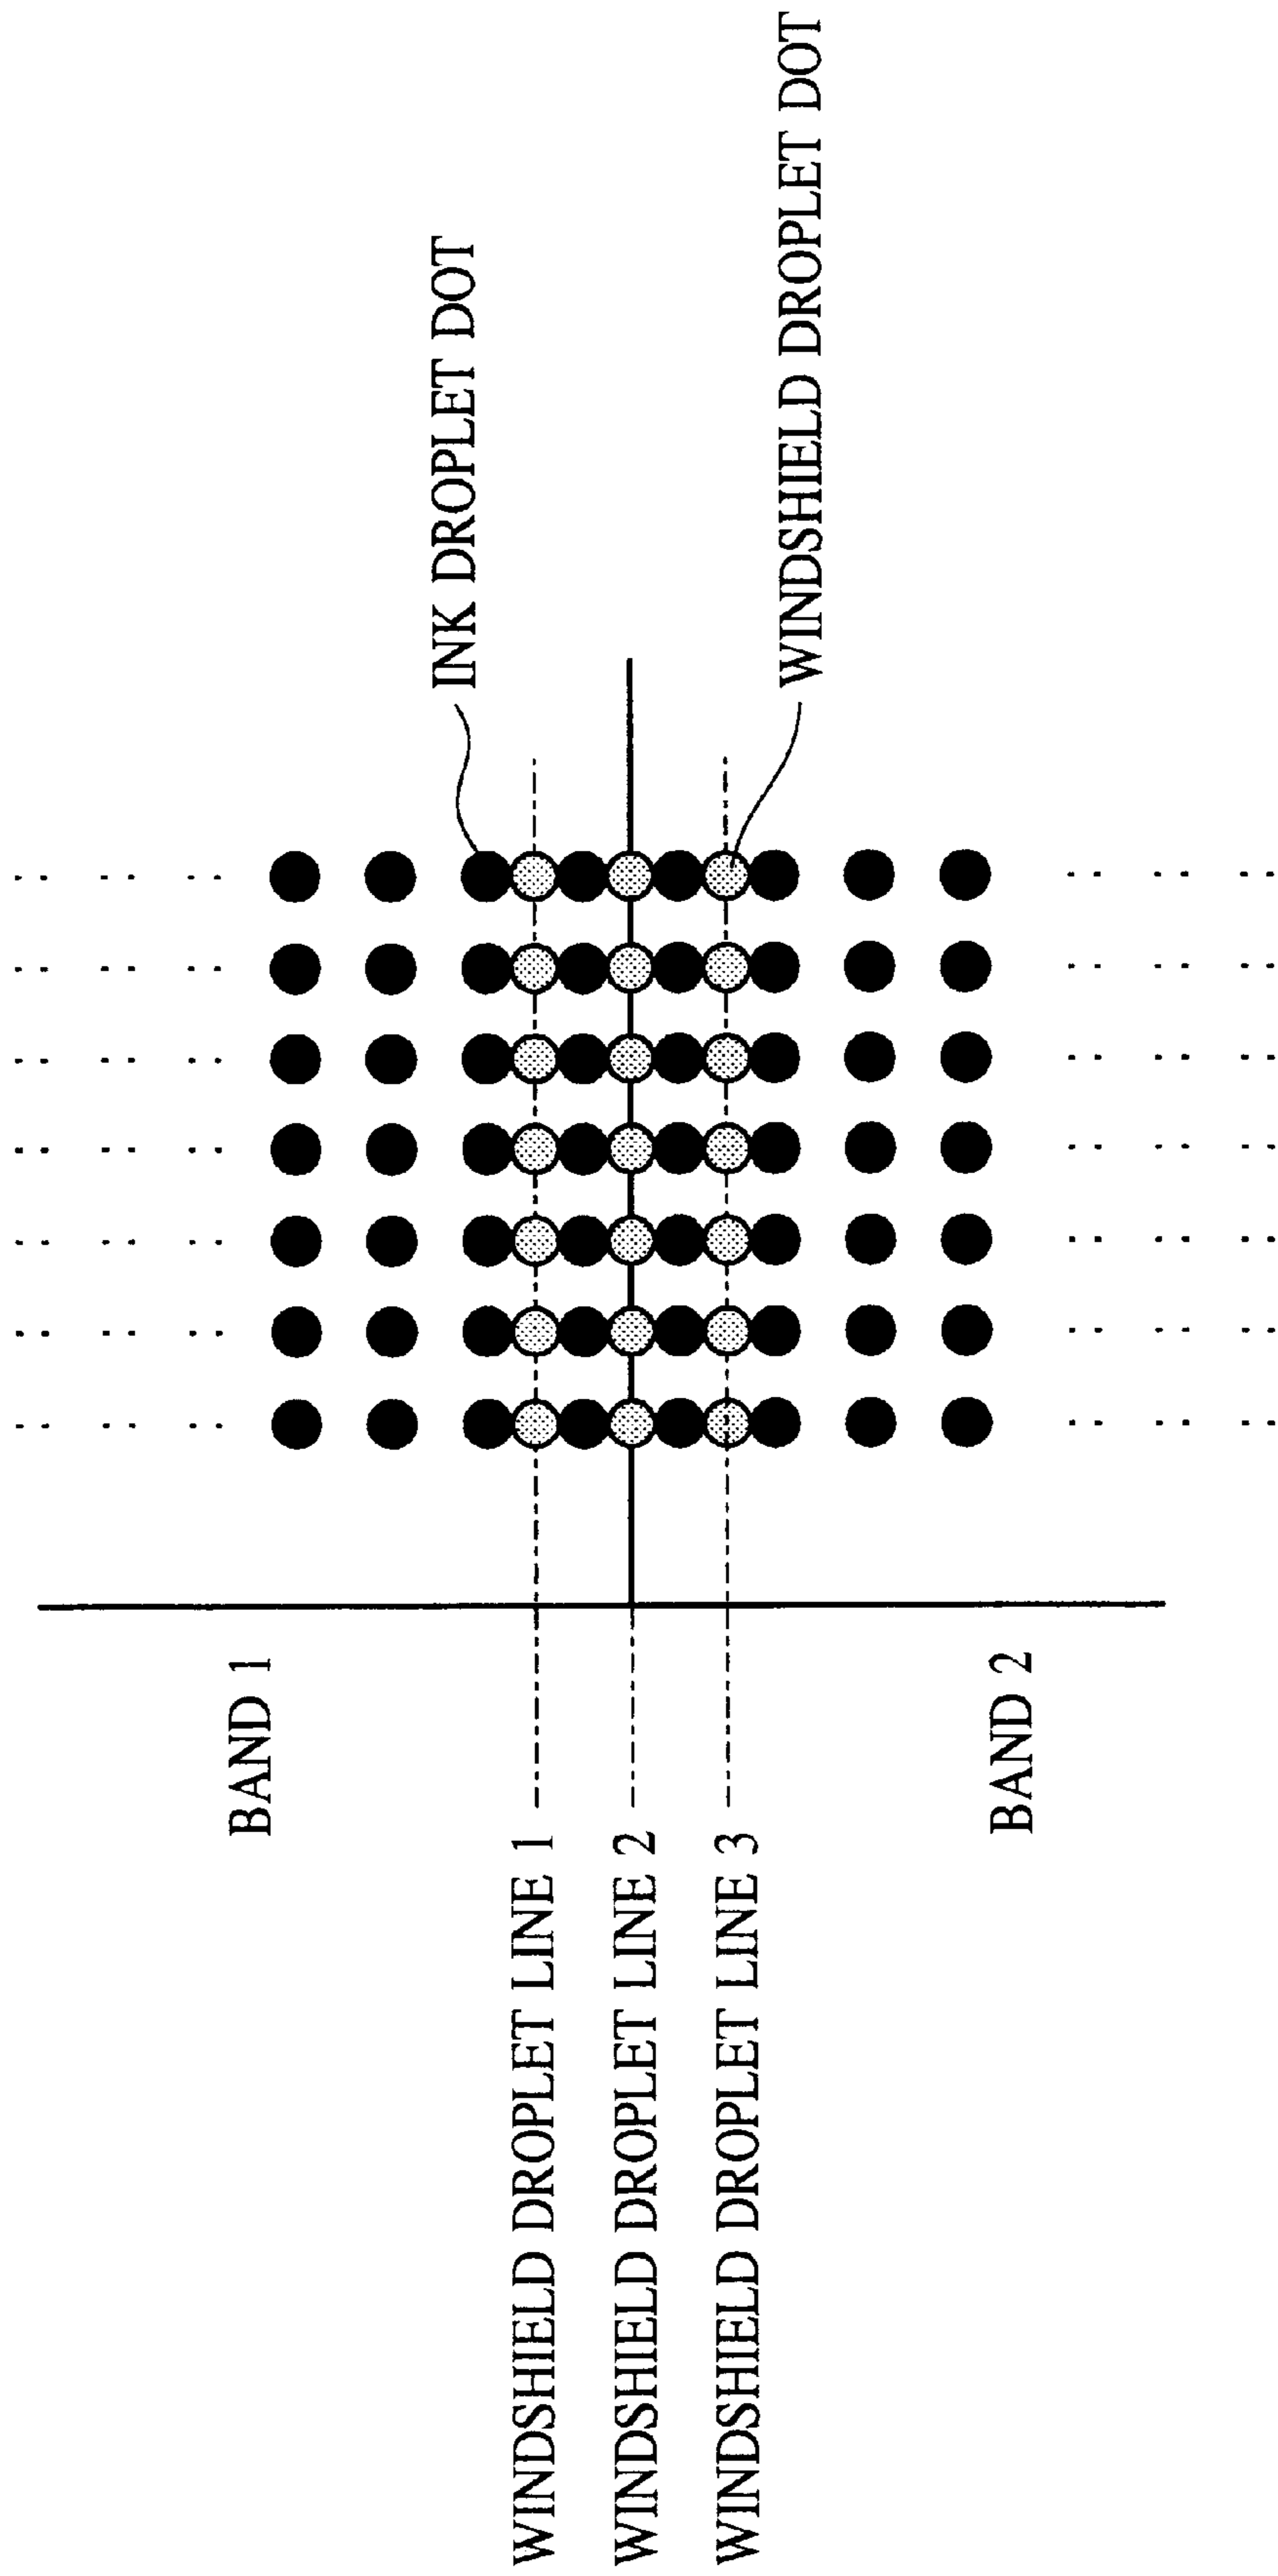 BAND 1
INK DROPLET DOT
WINDSHIELD DROPLET LINE 1
WINDSHIELD DROPLET LINE 2
WINDSHIELD DROPLET LINE 3
WINDSHIELD DROPLET DOT
BAND 2